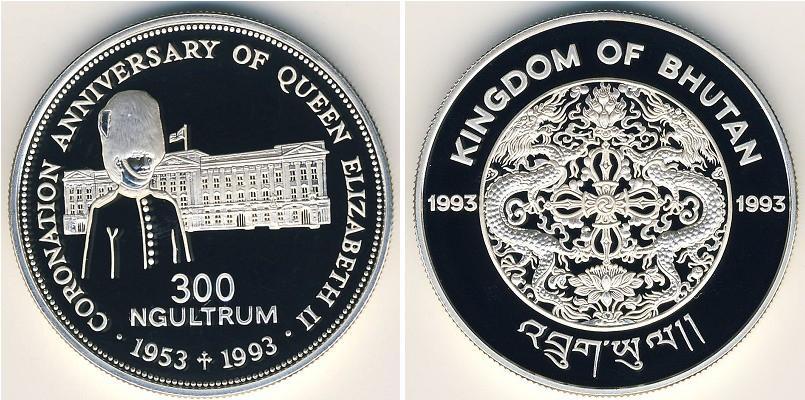 CORONATION ANNIVERSARY OF QUEEN ELIZABETH II
300
NGULTRUM
· 1953 ✝ 1993 ·
KINGDOM OF BHUTAN
1993 1993
འབྲུག་ཡུལ།།